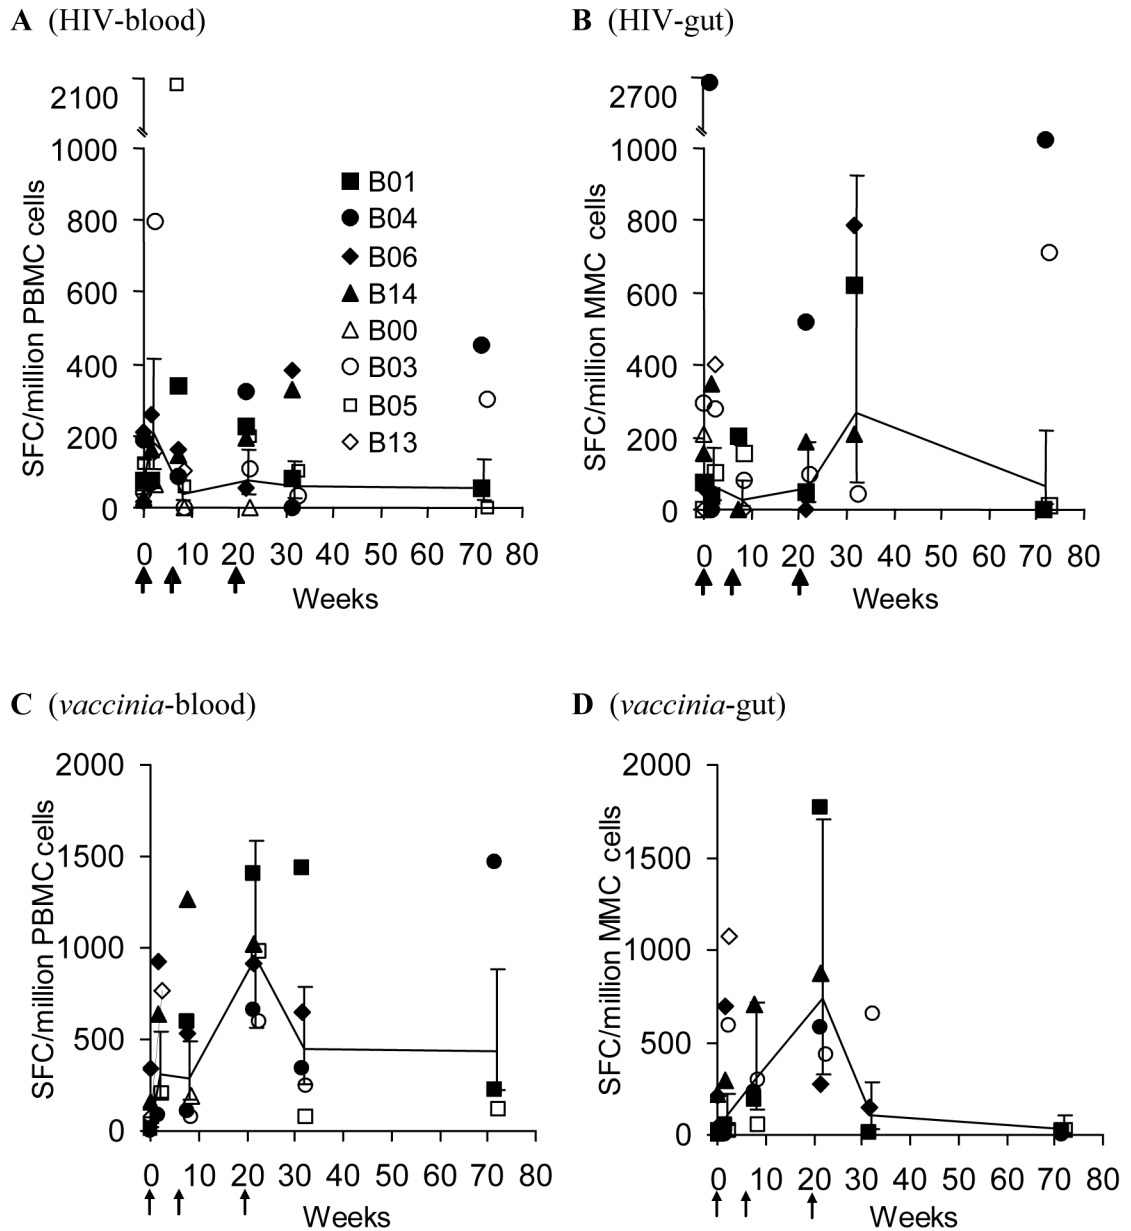 A (HIV-blood)
2100
1000
800
600
400
200
0
SFC/million PBMC cells
B01
B04
B06
B14
B00
B03
B05
B13
0 10 20 30 40 50 60 70 80
Weeks
B (HIV-gut)
2700
1000
800
600
400
200
0
SFC/million MMC cells
0 10 20 30 40 50 60 70 80
Weeks
C (vaccinia-blood)
2000
1500
1000
500
0
SFC/million PBMC cells
0 10 20 30 40 50 60 70 80
Weeks
D (vaccinia-gut)
2000
1500
1000
500
0
SFC/million MMC cells
0 10 20 30 40 50 60 70 80
Weeks